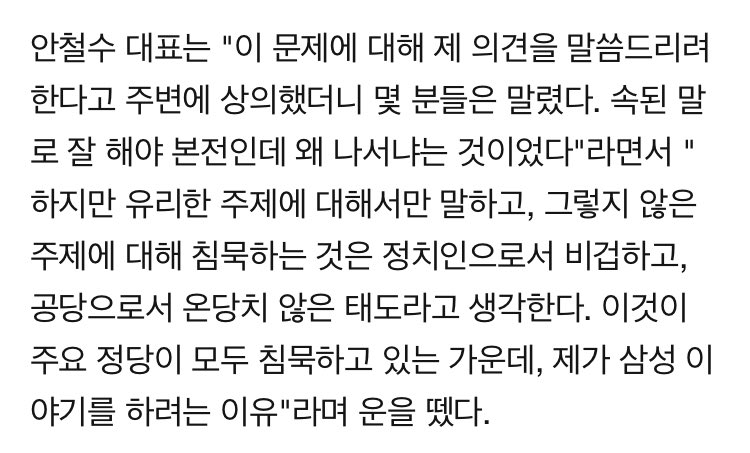 안철수 대표는 "이 문제에 대해 제 의견을 말씀드리려
한다고 주변에 상의했더니 몇 분들은 말렸다. 속된 말
로 잘 해야 본전인데 왜 나서냐는 것이었다"라면서 "
하지만 유리한 주제에 대해서만 말하고, 그렇지 않은
주제에 대해 침묵하는 것은 정치인으로서 비겁하고,
공당으로서 온당치 않은 태도라고 생각한다. 이것이
주요 정당이 모두 침묵하고 있는 가운데, 제가 삼성 이
야기를 하려는 이유"라며 운을 뗐다.